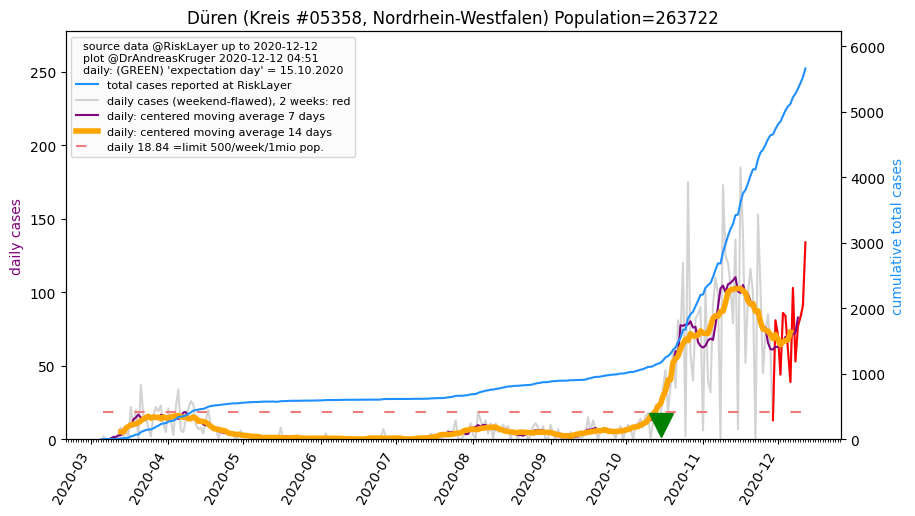 Düren (Kreis #05358, Nordrhein-Westfalen) Population=263722
source data @RiskLayer up to 2020-12-12
plot @DrAndreasKruger 2020-12-12 04:51
daily: (GREEN) 'expectation day' = 15.10.2020
total cases reported at RiskLayer
daily cases (weekend-flawed), 2 weeks: red
daily: centered moving average 7 days
daily: centered moving average 14 days
daily 18.84 =limit 500/week/1mio pop.
daily cases
250
200
150
100
50
0
cumulative total cases
6000
5000
4000
3000
2000
1000
0
2020-03
2020-04
2020-05
2020-06
2020-07
2020-08
2020-09
2020-10
2020-11
2020-12